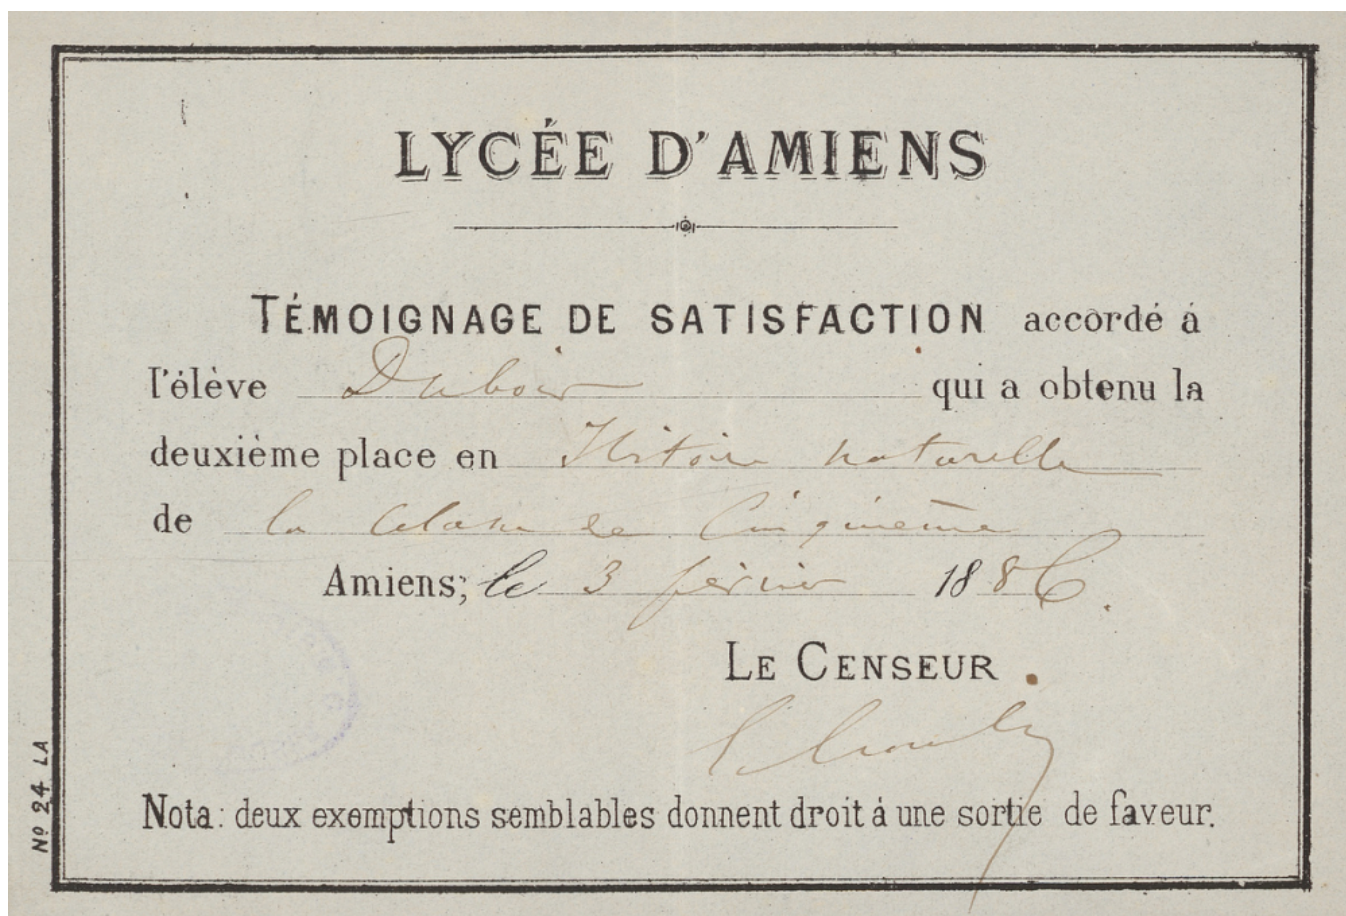 LYCÉE D'AMIENS
TÉMOIGNAGE DE SATISFACTION accordé à
l'élève Dubois qui a obtenu la
deuxième place en Histoire naturelle
de la classe de Cinquième
Amiens; le 3 février 1886.
LE CENSEUR.
Nota: deux exemptions semblables donnent droit à une sortie de faveur.
Nº 24 LA